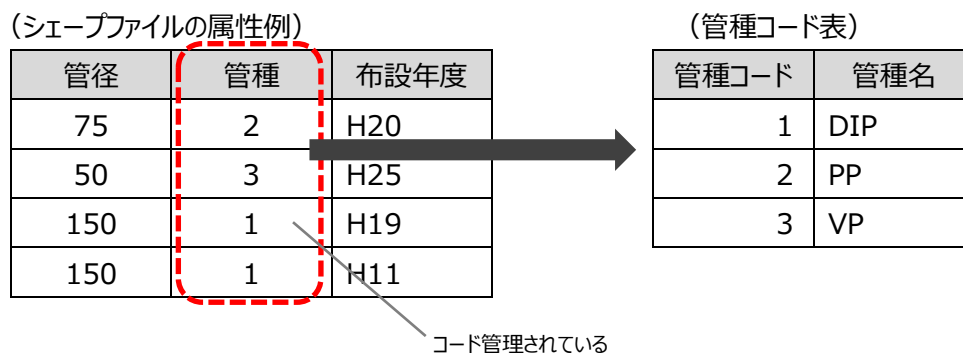 （シェープファイルの属性例）
管径 管種 布設年度
75 2 H20
50 3 H25
150 1 H19
150 1 H11
コード管理されている
（管種コード表）
管種コード 管種名
1 DIP
2 PP
3 VP